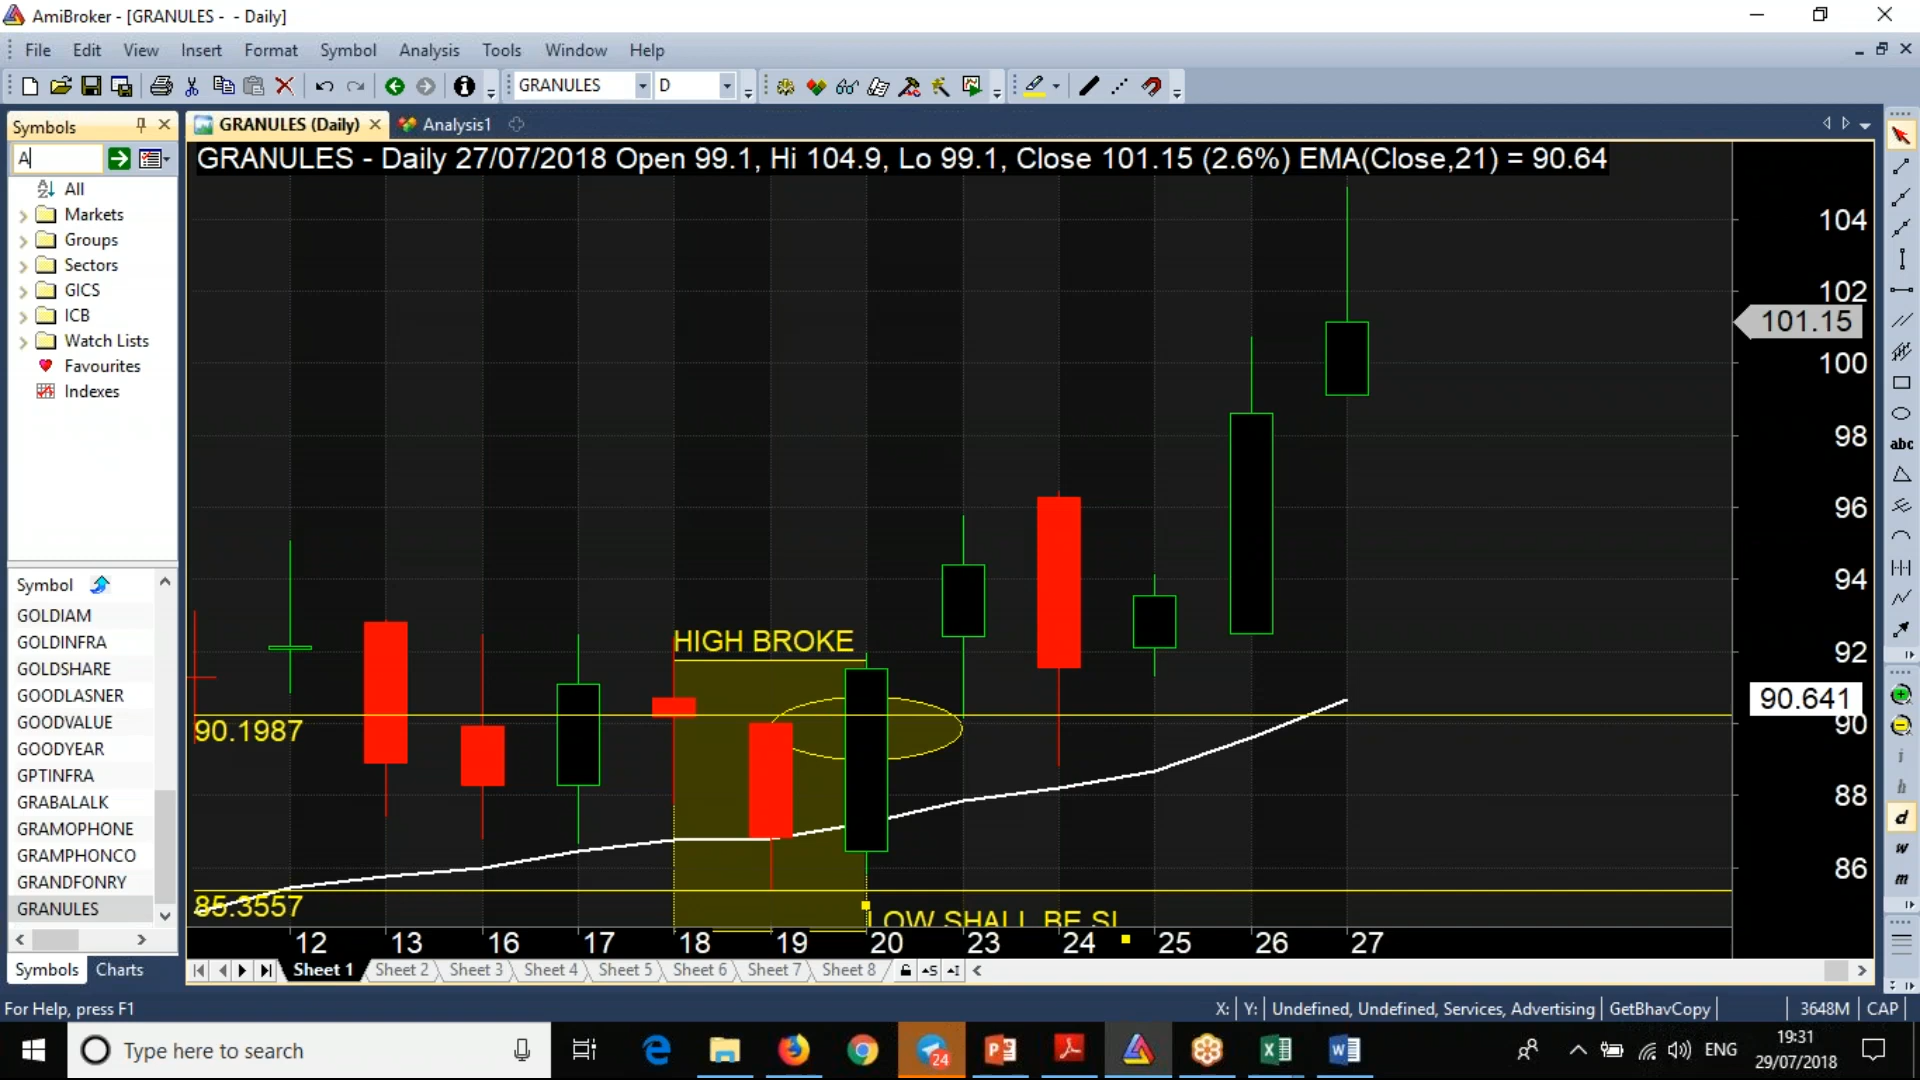 AmiBroker - [GRANULES - - Daily]
File Edit View Insert Format Symbol Analysis Tools Window Help
GRANULES D
Symbols
GRANULES (Daily) Analysis1
A
GRANULES - Daily 27/07/2018 Open 99.1, Hi 104.9, Lo 99.1, Close 101.15 (2.6%) EMA(Close,21) = 90.64
All
Markets
Groups
Sectors
GICS
ICB
Watch Lists
Favourites
Indexes
Symbol
GOLDIAM
GOLDINFRA
GOLDSHARE
GOODLASNER
GOODVALUE
GOODYEAR
GPTINFRA
GRABALALK
GRAMOPHONE
GRAMPHONCO
GRANDFONRY
GRANULES
Symbols Charts
HIGH BROKE
90.1987
85.3557
LOW SHALL BE SL
104
102
101.15
100
98
96
94
92
90.641
90
88
86
12 13 16 17 18 19 20 23 24 25 26 27
Sheet 1 Sheet 2 Sheet 3 Sheet 4 Sheet 5 Sheet 6 Sheet 7 Sheet 8
abc
i
h
d
w
m
For Help, press F1
X: Y: Undefined, Undefined, Services, Advertising GetBhavCopy 3648M CAP
Type here to search
24
ENG
19:31
29/07/2018